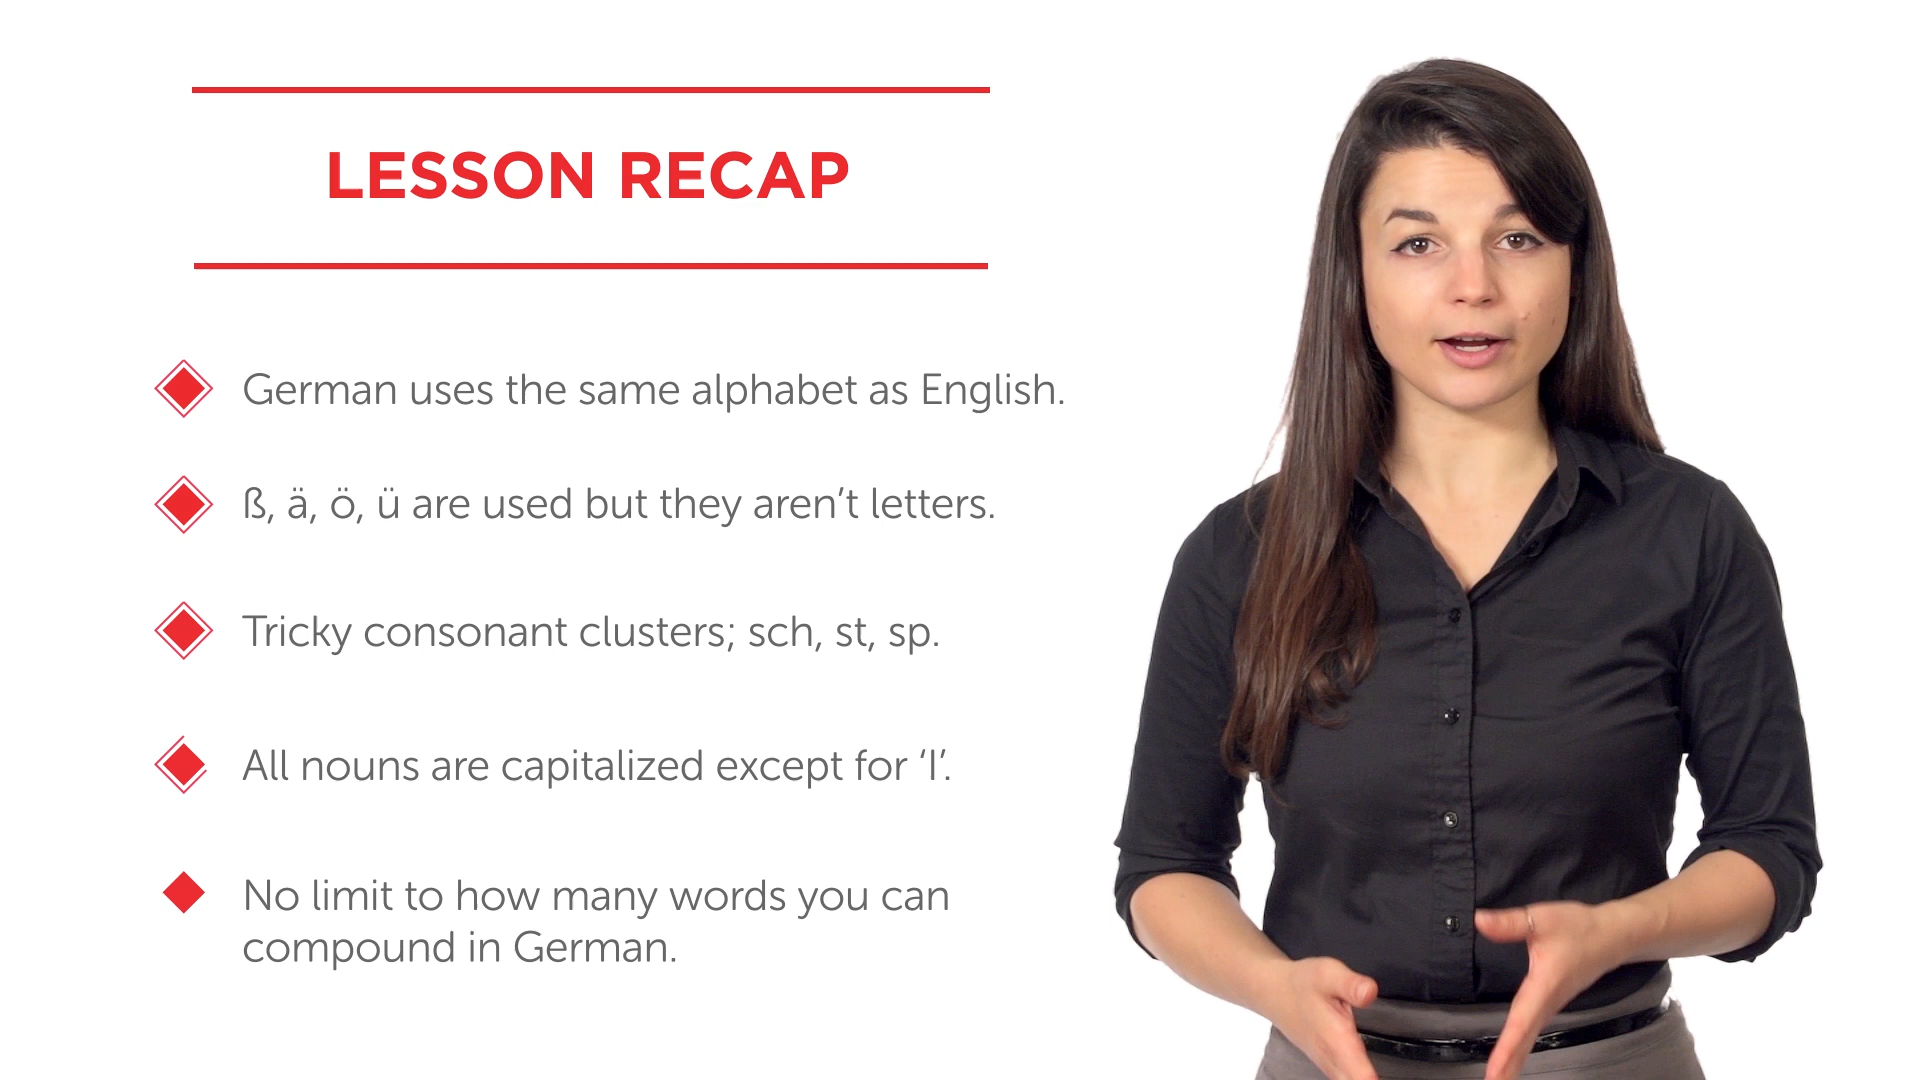 LESSON RECAP
German uses the same alphabet as English.
ß, ä, ö, ü are used but they aren’t letters.
Tricky consonant clusters; sch, st, sp.
All nouns are capitalized except for ‘I’.
No limit to how many words you can
compound in German.